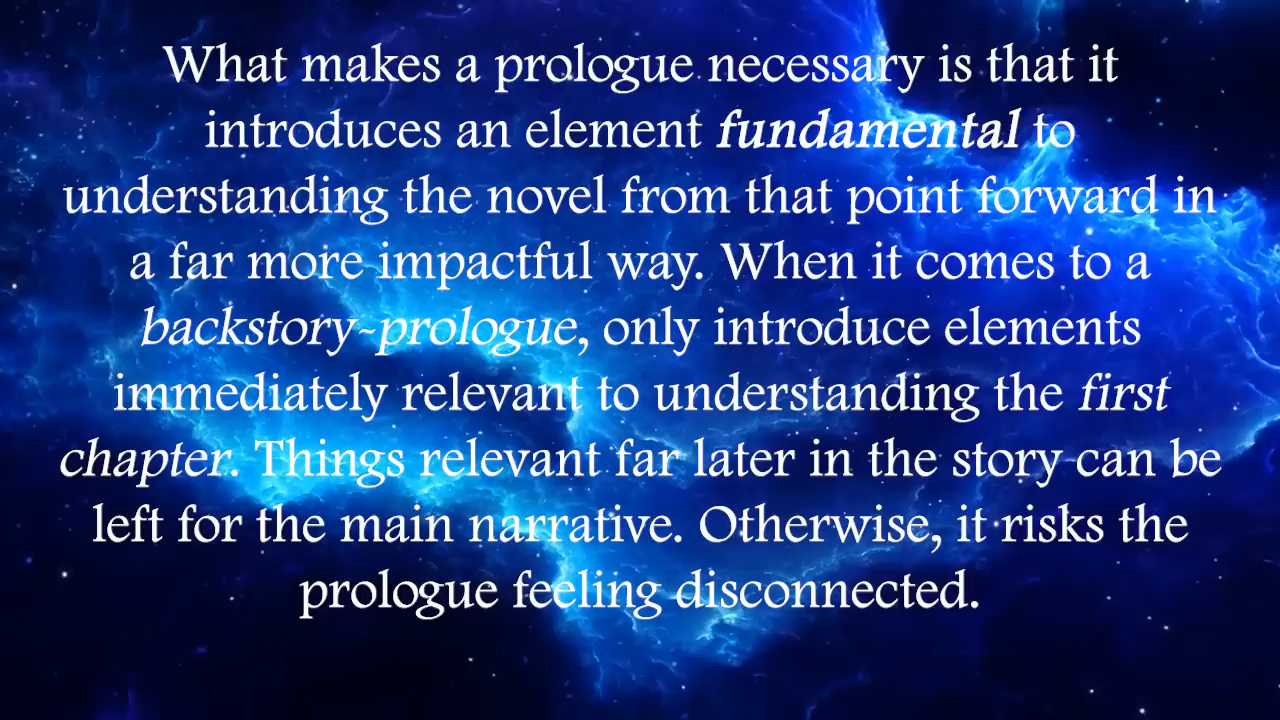 What makes a prologue necessary is that it
introduces an element fundamental to
understanding the novel from that point forward in
a far more impactful way. When it comes to a
backstory-prologue, only introduce elements
immediately relevant to understanding the first
chapter. Things relevant far later in the story can be
left for the main narrative. Otherwise, it risks the
prologue feeling disconnected.